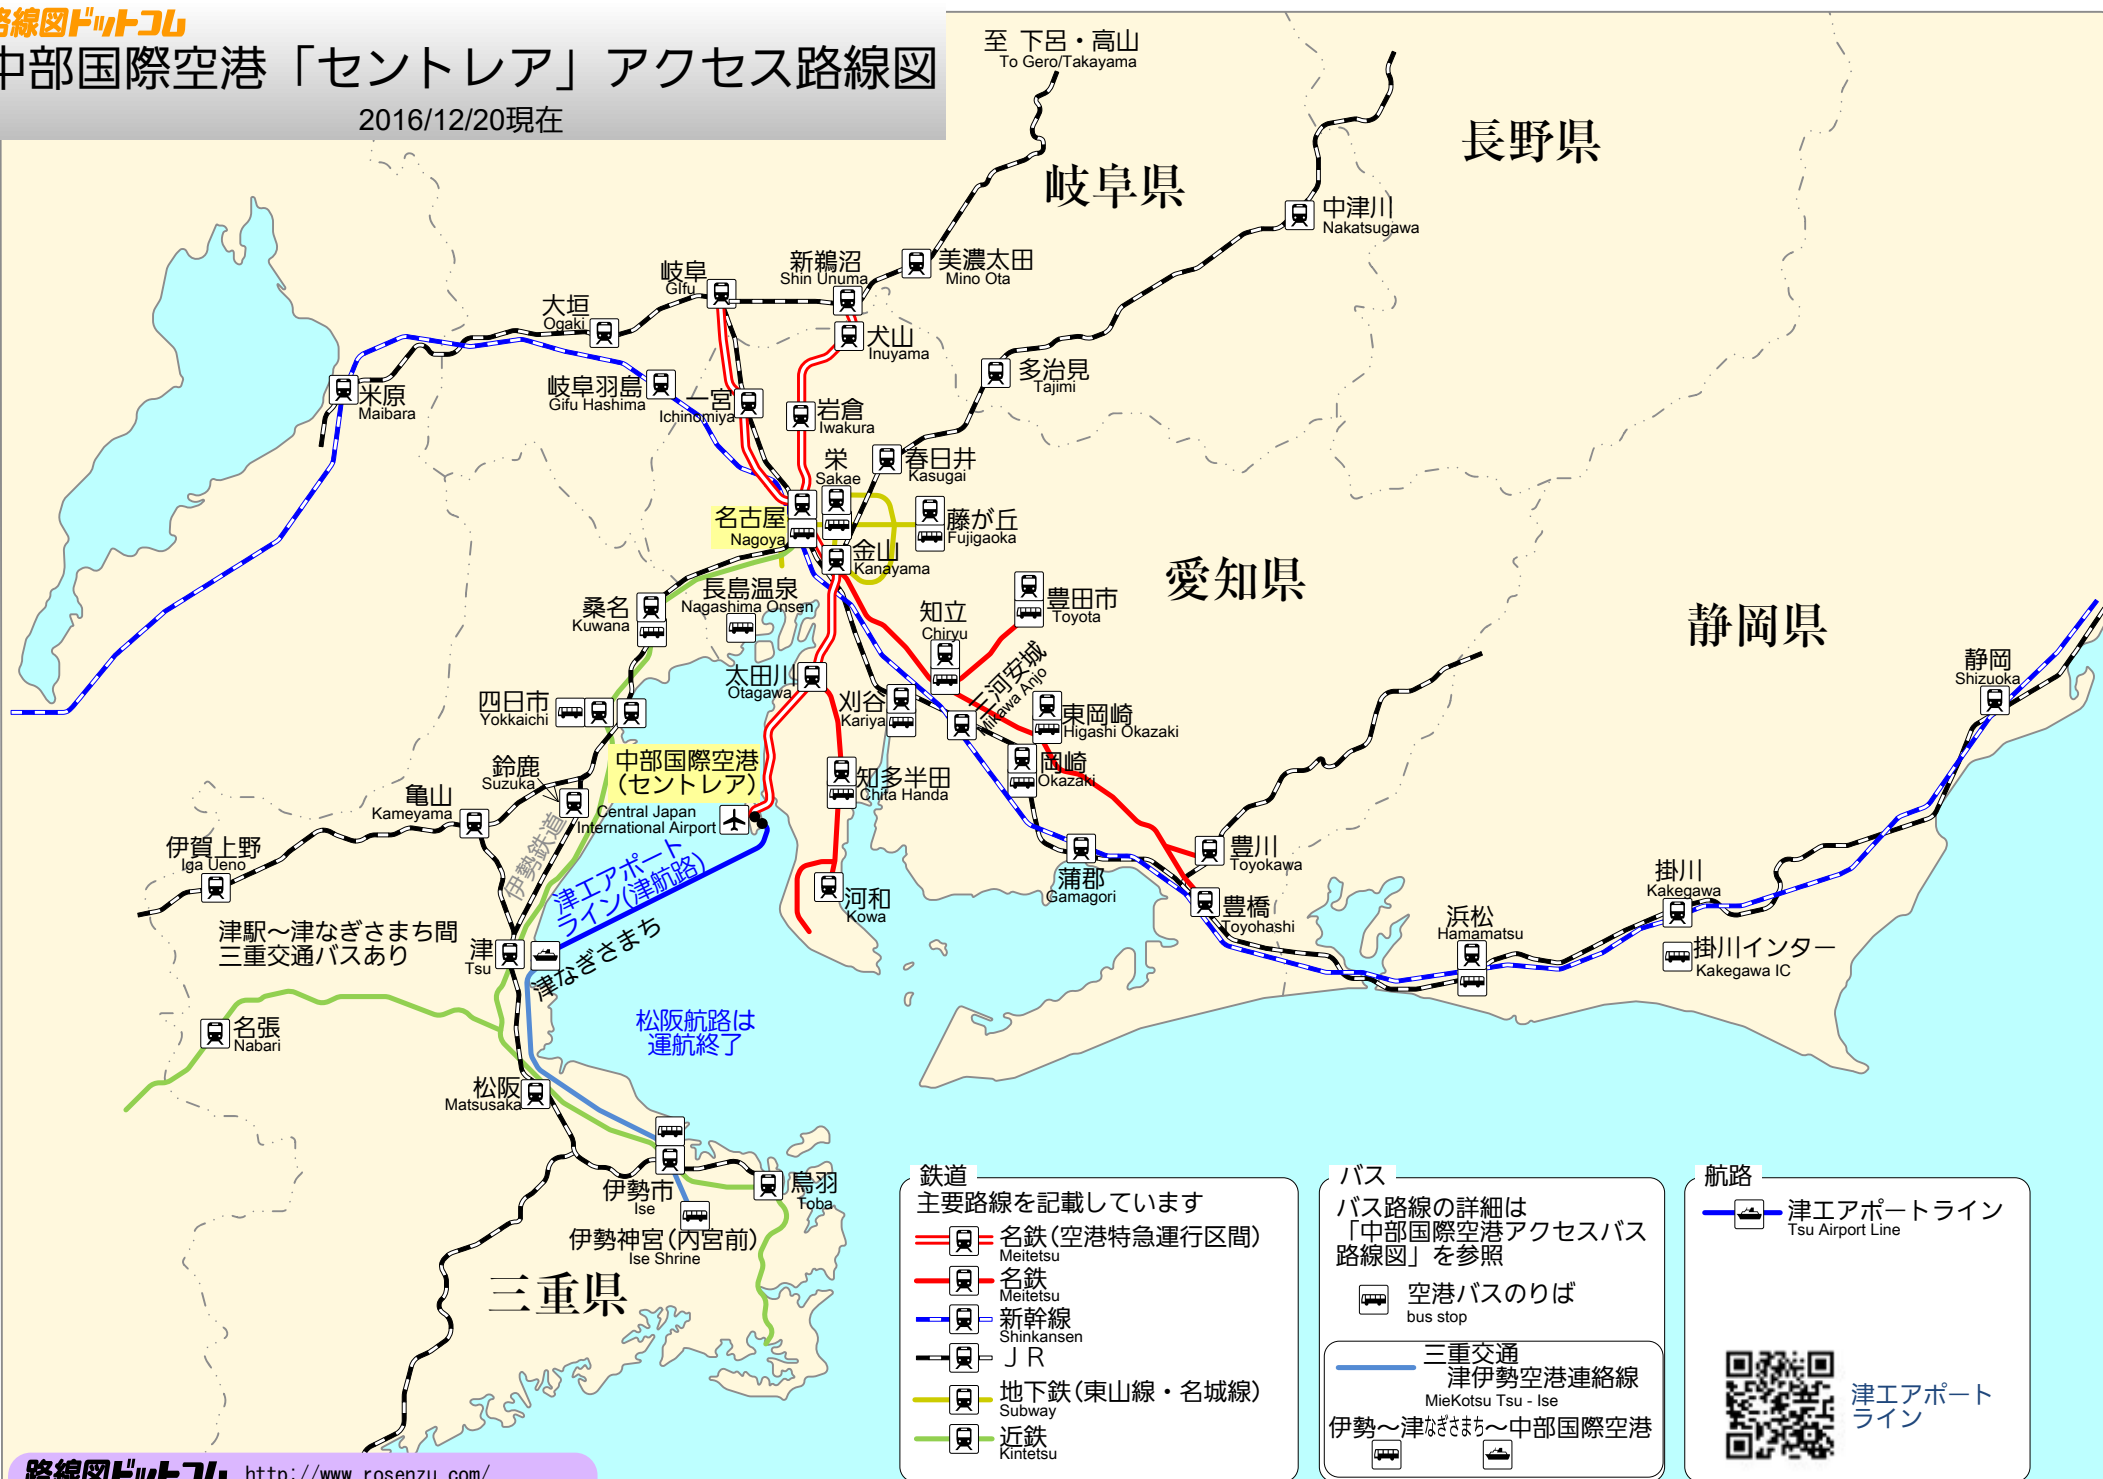 路線図ドットコム
中部国際空港「セントレア」アクセス路線図
2016/12/20現在
至 下呂・高山
To Gero/Takayama
長野県
岐阜県
中津川
Nakatsugawa
美濃太田
Mino Ota
新鵜沼
Shin Unuma
岐阜
GIfu
大垣
Ogaki
犬山
Inuyama
多治見
Tajimi
米原
Maibara
岐阜羽島
Gifu Hashima
一宮
Ichinomiya
岩倉
Iwakura
栄
Sakae
春日井
Kasugai
名古屋
Nagoya
藤が丘
Fujigaoka
金山
Kanayama
愛知県
静岡県
長島温泉
Nagashima Onsen
桑名
Kuwana
知立
Chiryu
豊田市
Toyota
三河安城
Mikawa Anjo
静岡
Shizuoka
太田川
Otagawa
刈谷
Kariya
東岡崎
Higashi Okazaki
四日市
Yokkaichi
岡崎
Okazaki
中部国際空港
（セントレア）
Central Japan
International Airport
知多半田
Chita Handa
鈴鹿
Suzuka
亀山
Kameyama
伊勢鉄道
伊賀上野
Iga Ueno
津エアポート
ライン(津航路)
豊川
Toyokawa
蒲郡
Gamagori
河和
Kowa
豊橋
Toyohashi
掛川
Kakegawa
浜松
Hamamatsu
掛川インター
Kakegawa IC
津駅～津なぎさまち間
三重交通バスあり
津
Tsu
津なぎさまち
松阪航路は
運航終了
名張
Nabari
松阪
Matsusaka
伊勢市
Ise
鳥羽
Toba
伊勢神宮(内宮前)
Ise Shrine
三重県
鉄道
主要路線を記載しています
名鉄(空港特急運行区間)
Meitetsu
名鉄
Meitetsu
新幹線
Shinkansen
ＪＲ
地下鉄(東山線・名城線)
Subway
近鉄
Kintetsu
バス
バス路線の詳細は
「中部国際空港アクセスバス
路線図」を参照
空港バスのりば
bus stop
三重交通
津伊勢空港連絡線
MieKotsu Tsu - Ise
伊勢～津なぎさまち～中部国際空港
航路
津エアポートライン
Tsu Airport Line
津エアポート
ライン
路線図ドットコム http://www.rosenzu.com/